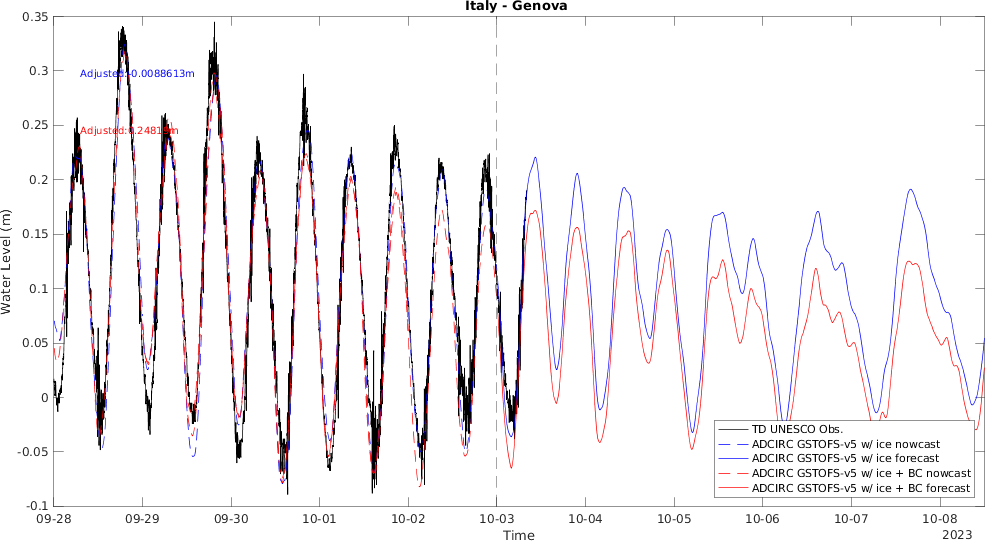 Italy - Genova
0.35
0.3
0.25
0.2
0.15
0.1
0.05
0
-0.05
-0.1
Water Level (m)
Adjusted:-0.0088613m
TD UNESCO Obs.
ADCIRC GSTOFS-v5 w/ ice nowcast
ADCIRC GSTOFS-v5 w/ ice forecast
ADCIRC GSTOFS-v5 w/ ice + BC nowcast
ADCIRC GSTOFS-v5 w/ ice + BC forecast
09-28 09-29 09-30 10-01 10-02 10-03 10-04 10-05 10-06 10-07 10-08
2023
Time